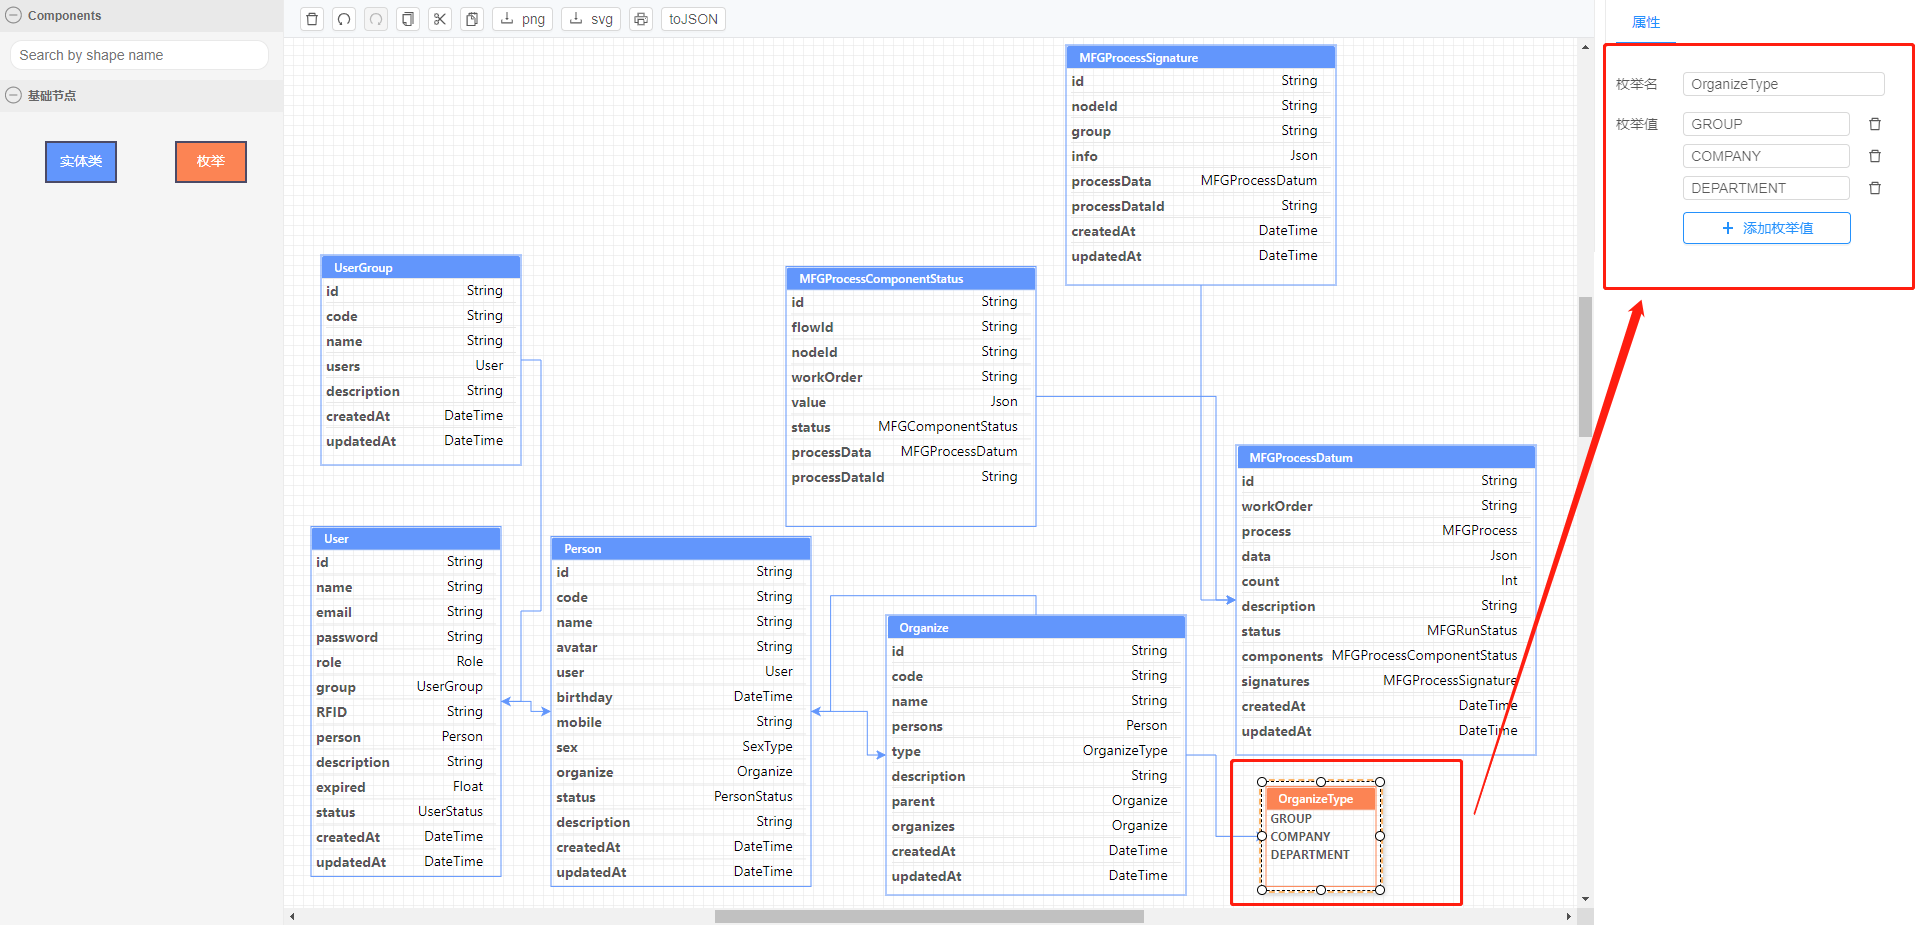 Components
Search by shape name
基础节点
实体类
枚举
png
svg
toJSON
MFGProcessSignature
id String
nodeId String
group String
info Json
processData MFGProcessDatum
processDataId String
createdAt DateTime
updatedAt DateTime
UserGroup
id String
code String
name String
users User
description String
createdAt DateTime
updatedAt DateTime
MFGProcessComponentStatus
id String
flowId String
nodeId String
workOrder String
value Json
status MFGComponentStatus
processData MFGProcessDatum
processDataId String
MFGProcessDatum
id String
workOrder String
process MFGProcess
data Json
count Int
description String
status MFGRunStatus
components MFGProcessComponentStatus
signatures MFGProcessSignature
createdAt DateTime
updatedAt DateTime
User
id String
name String
email String
password String
role Role
group UserGroup
RFID String
person Person
description String
expired Float
status UserStatus
createdAt DateTime
updatedAt DateTime
Person
id String
code String
name String
avatar String
user User
birthday DateTime
mobile String
sex SexType
organize Organize
status PersonStatus
description String
createdAt DateTime
updatedAt DateTime
Organize
id String
code String
name String
persons Person
type OrganizeType
description String
parent Organize
organizes Organize
createdAt DateTime
updatedAt DateTime
OrganizeType
GROUP
COMPANY
DEPARTMENT
属性
枚举名 OrganizeType
枚举值 GROUP
COMPANY
DEPARTMENT
添加枚举值